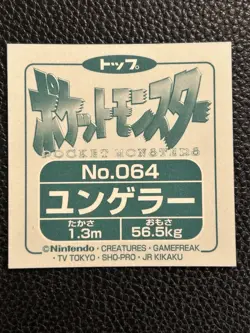 トップ
ポケットモンスター
POCKET MONSTERS
No.064
ユンゲラー
たかさ おもさ
1.3m 56.5kg
©Nintendo・CREATURES・GAMEFREAK
・TV TOKYO・SHO-PRO・JR KIKAKU